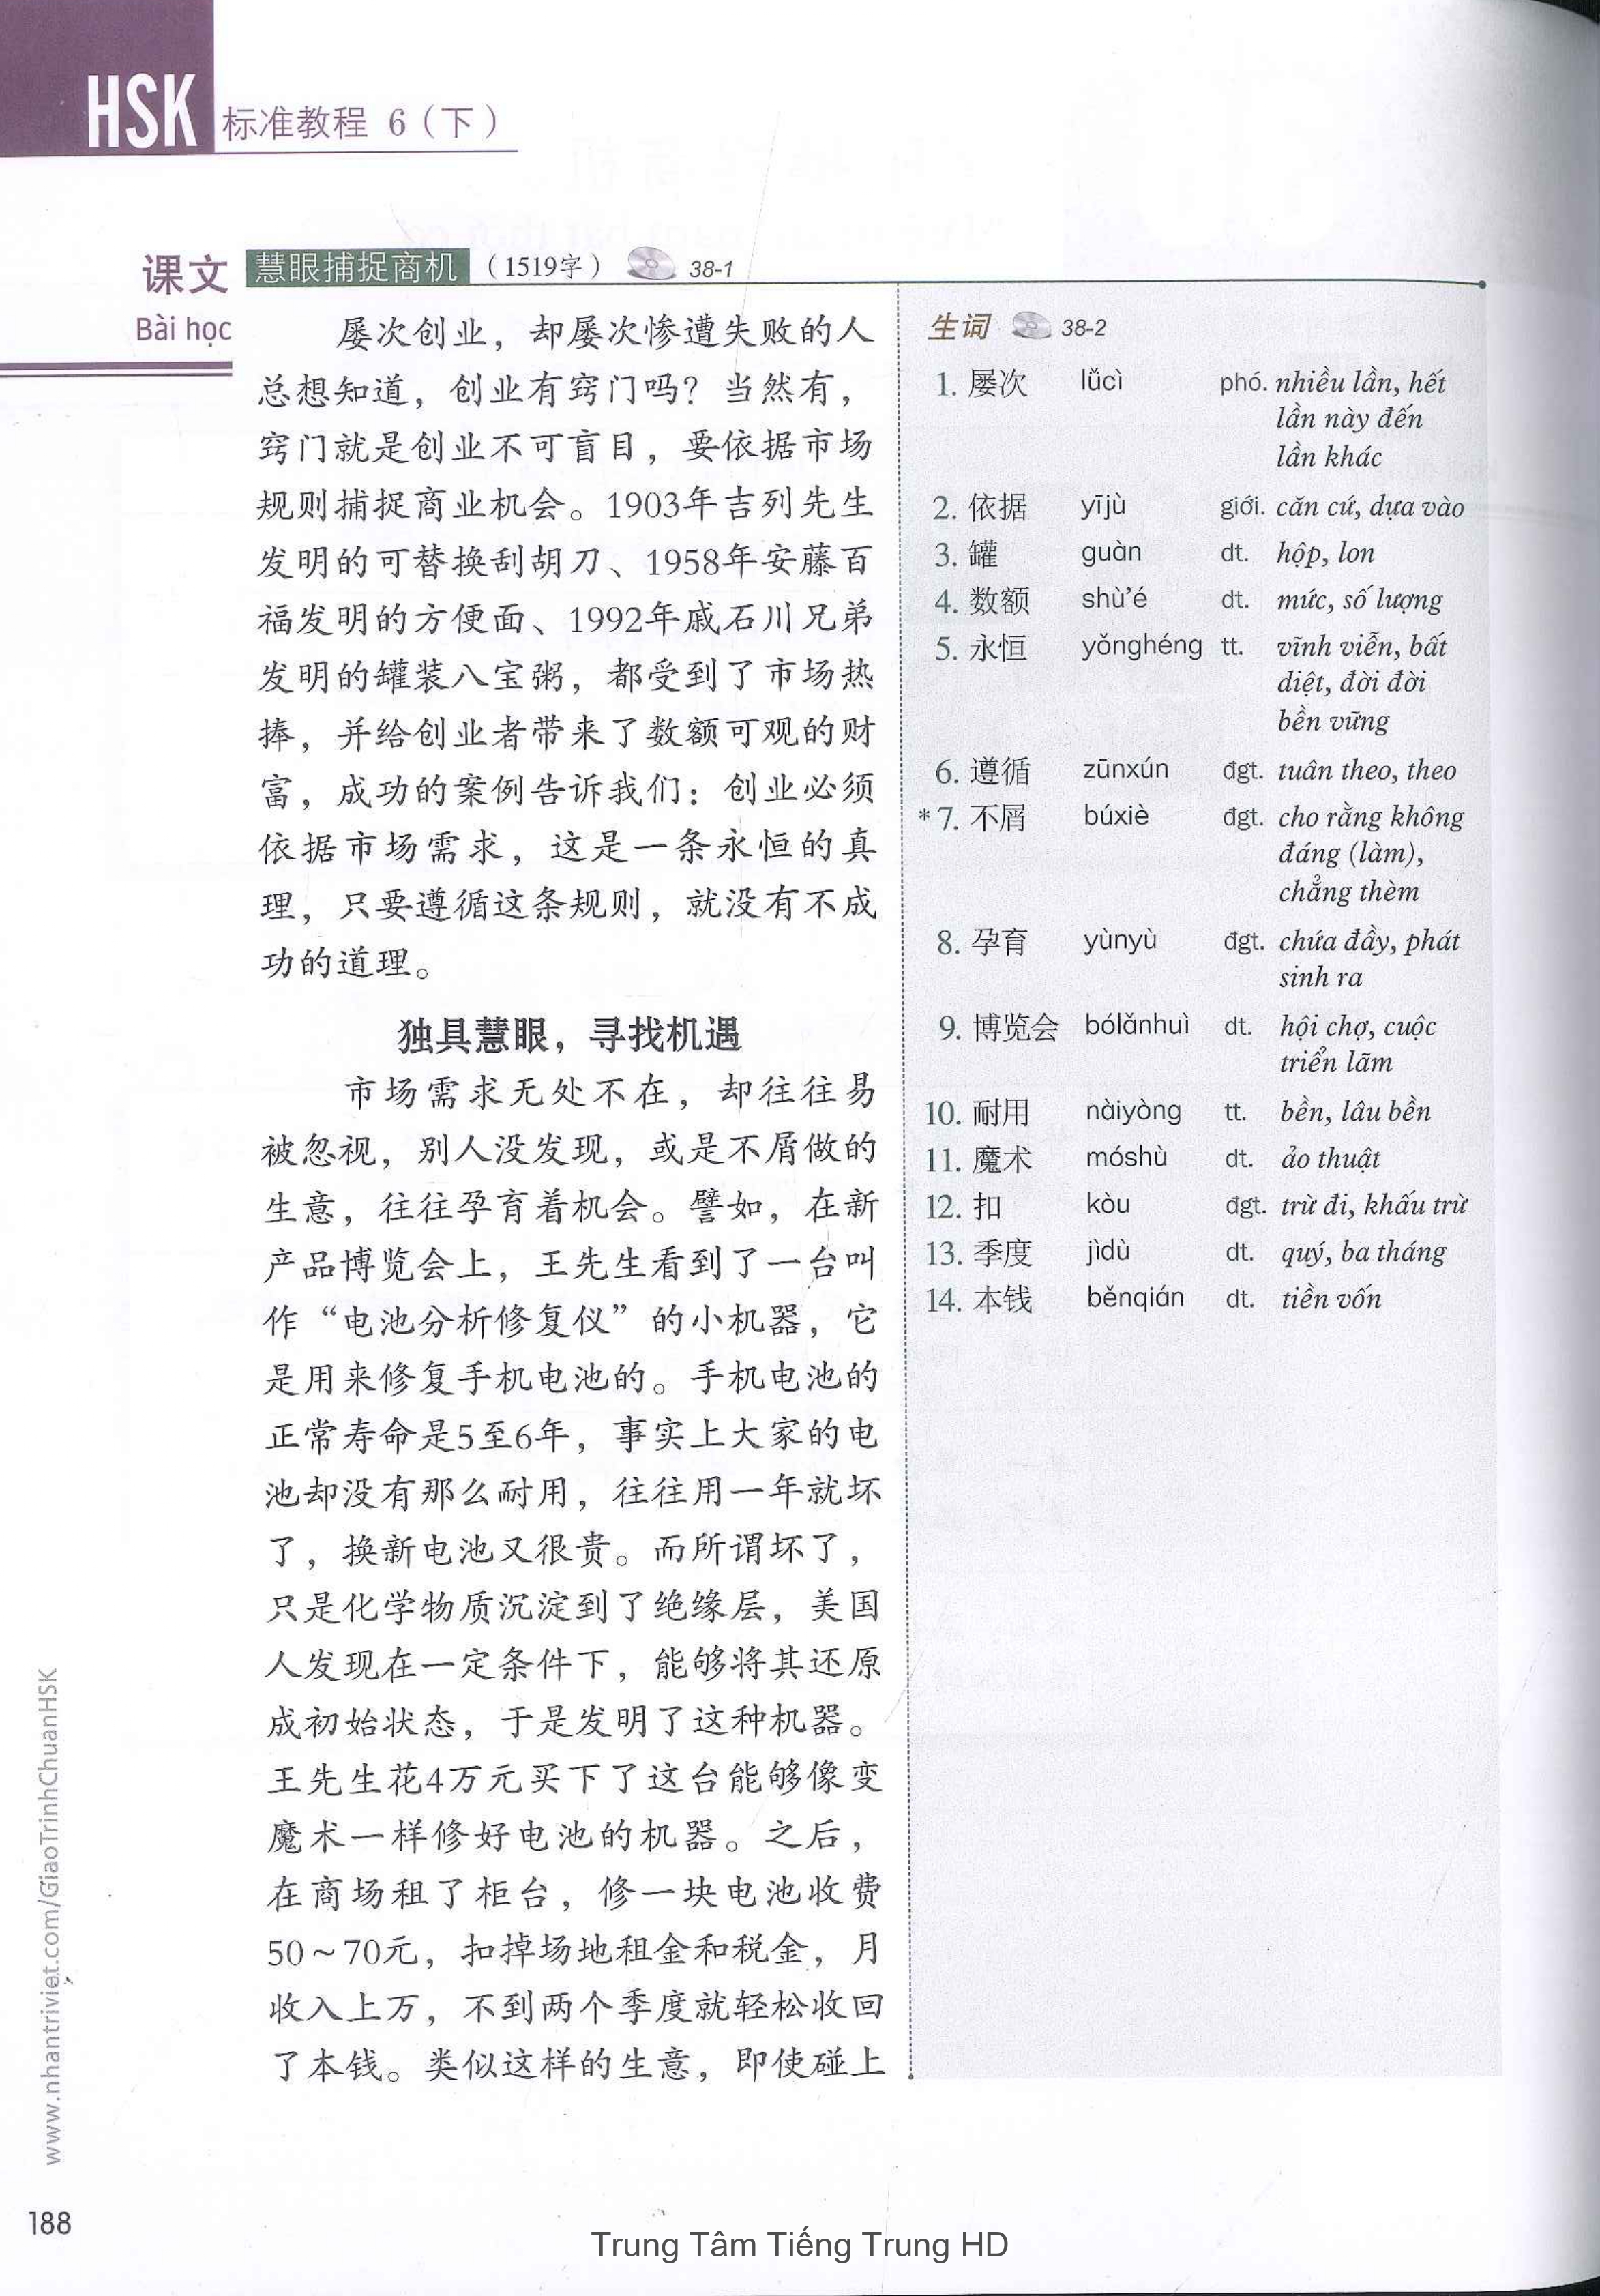 HSK 标准教程 6（下）
课文 慧眼捕捉商机 （1519字） 38-1
Bài học
屡次创业，却屡次惨遭失败的人
总想知道，创业有窍门吗？当然有，
窍门就是创业不可盲目，要依据市场
规则捕捉商业机会。1903年吉列先生
发明的可替换刮胡刀、1958年安藤百
福发明的方便面、1992年戚石川兄弟
发明的罐装八宝粥，都受到了市场热
捧，并给创业者带来了数额可观的财
富，成功的案例告诉我们：创业必须
依据市场需求，这是一条永恒的真
理，只要遵循这条规则，就没有不成
功的道理。
独具慧眼，寻找机遇
市场需求无处不在，却往往易
被忽视，别人没发现，或是不屑做的
生意，往往孕育着机会。譬如，在新
产品博览会上，王先生看到了一台叫
作“电池分析修复仪”的小机器，它
是用来修复手机电池的。手机电池的
正常寿命是5至6年，事实上大家的电
池却没有那么耐用，往往用一年就坏
了，换新电池又很贵。而所谓坏了，
只是化学物质沉淀到了绝缘层，美国
人发现在一定条件下，能够将其还原
成初始状态，于是发明了这种机器。
王先生花4万元买下了这台能够像变
魔术一样修好电池的机器。之后，
在商场租了柜台，修一块电池收费
50～70元，扣掉场地租金和税金，月
收入上万，不到两个季度就轻松收回
了本钱。类似这样的生意，即使碰上
生词 38-2
1. 屡次 lǚcì phó. nhiều lần, hết
lần này đến
lần khác
2. 依据 yījù giới. căn cứ, dựa vào
3. 罐 guàn dt. hộp, lon
4. 数额 shù’é dt. mức, số lượng
5. 永恒 yǒnghéng tt. vĩnh viễn, bất
diệt, đời đời
bền vững
6. 遵循 zūnxún đgt. tuân theo, theo
*7. 不屑 búxiè đgt. cho rằng không
đáng (làm),
chẳng thèm
8. 孕育 yùnyù đgt. chứa đầy, phát
sinh ra
9. 博览会 bólǎnhuì dt. hội chợ, cuộc
triển lãm
10. 耐用 nàiyòng tt. bền, lâu bền
11. 魔术 móshù dt. ảo thuật
12. 扣 kòu đgt. trừ đi, khấu trừ
13. 季度 jìdù dt. quý, ba tháng
14. 本钱 běnqián dt. tiền vốn
www.nhantriviet.com/GiaoTrinhChuanHSK
188
Trung Tâm Tiếng Trung HD